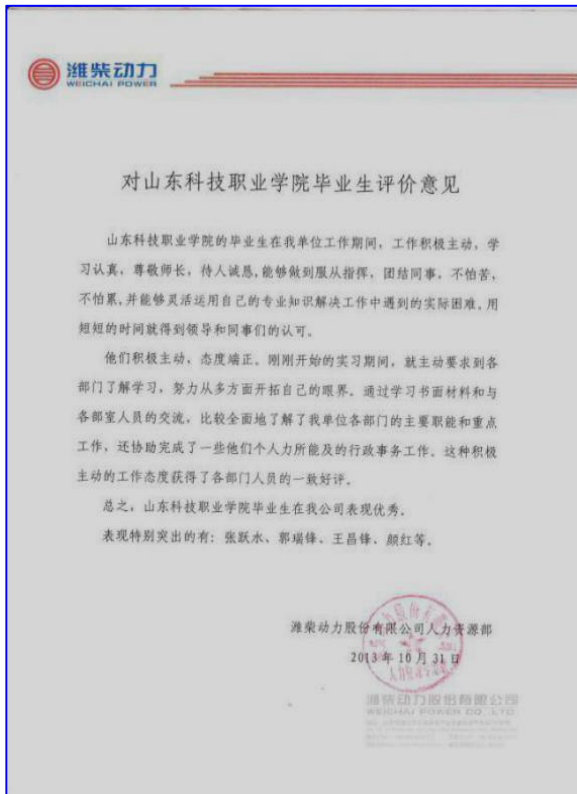 潍柴动力
WEICHAI POWER
对山东科技职业学院毕业生评价意见
山东科技职业学院的毕业生在我单位工作期间，工作积极主动，学
习认真，尊敬师长，待人诚恳，能够做到服从指挥，团结同事，不怕苦，
不怕累，并能够灵活运用自己的专业知识解决工作中遇到的实际困难，用
短短的时间就得到领导和同事们的认可。
他们积极主动，态度端正。刚刚开始的实习期间，就主动要求到各
部门了解学习，努力从多方面开拓自己的眼界。通过学习书面材料和与
各部室人员的交流，比较全面地了解了我单位各部门的主要职能和重点
工作，还协助完成了一些他们个人力所能及的行政事务工作。这种积极
主动的工作态度获得了各部门人员的一致好评。
总之，山东科技职业学院毕业生在我公司表现优秀。
表现特别突出的有：张跃水、郭瑶锋、王昌锋、颜红等。
潍柴动力股份有限公司人力资源部
2013年10月31日
潍柴动力股份有限公司
WEICHAI POWER CO., LTD.